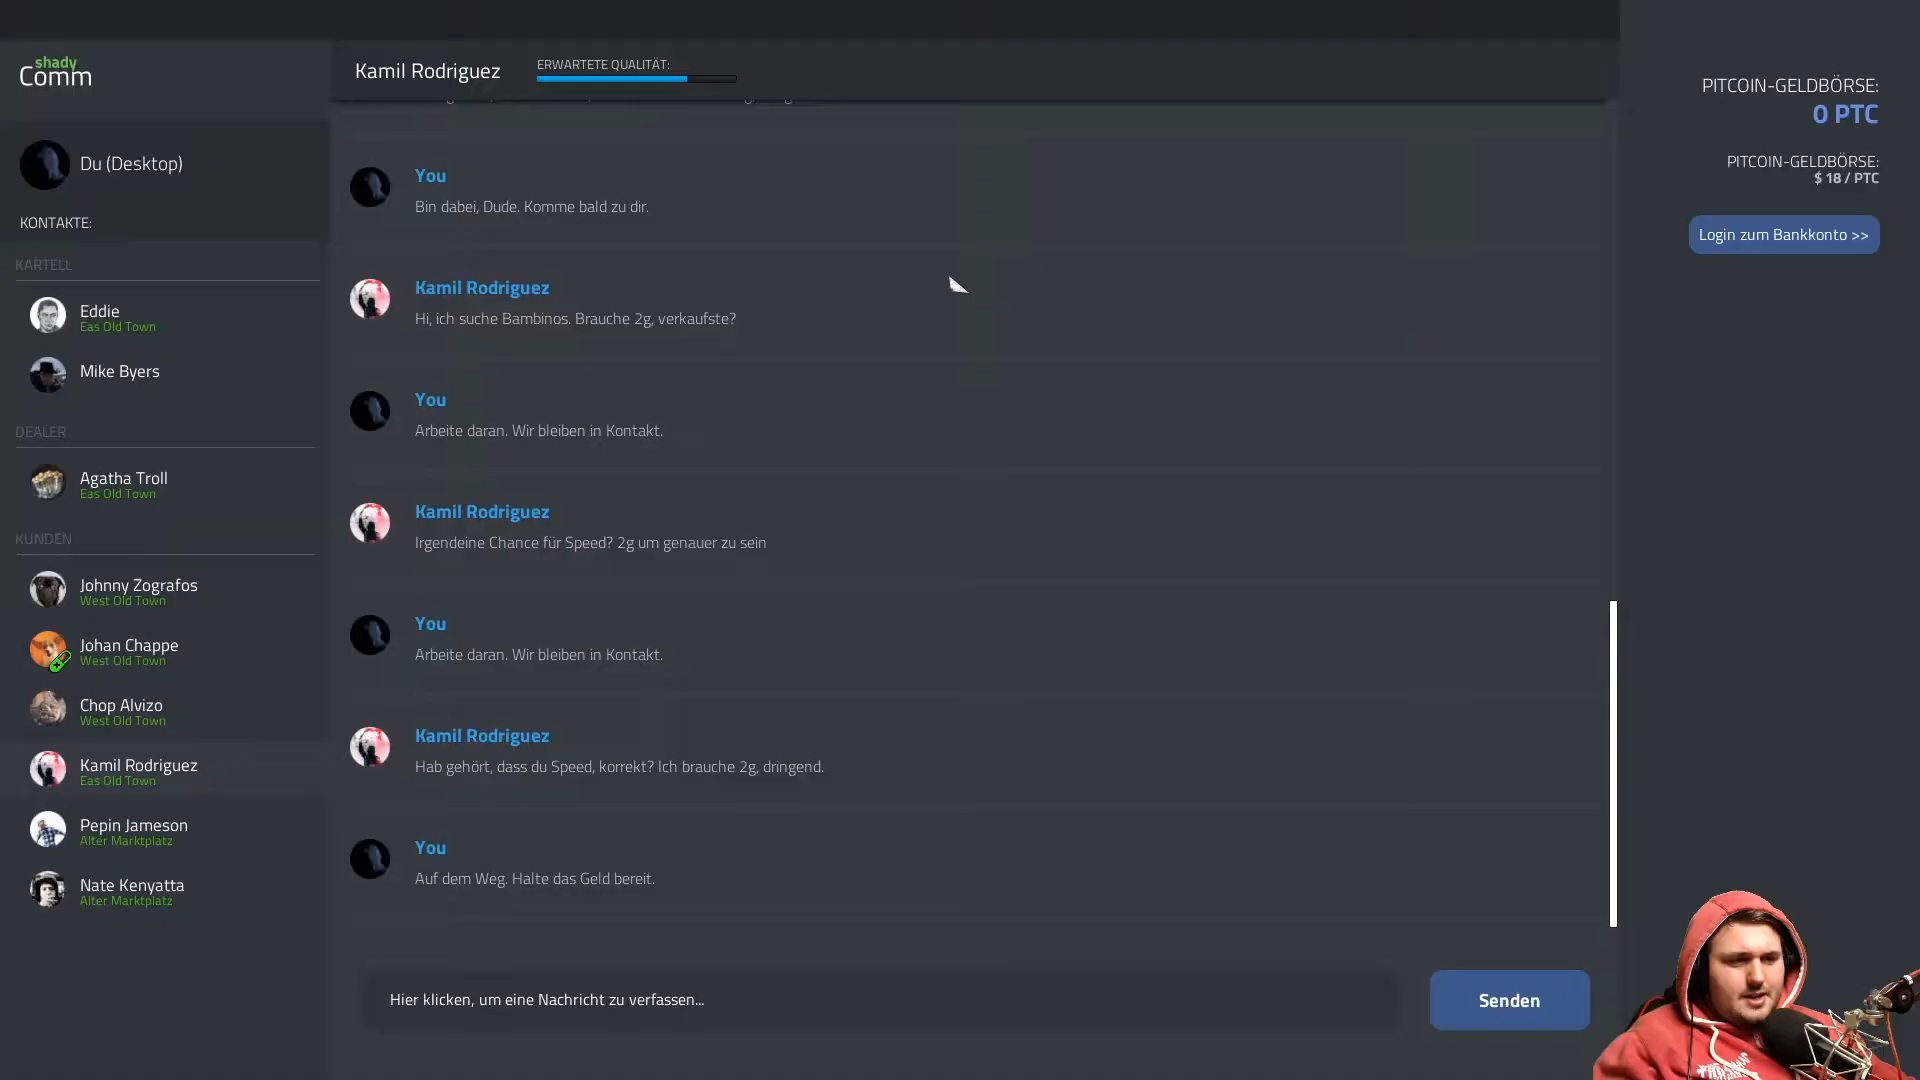 shady
Comm
Du (Desktop)
KONTAKTE:
KARTELL
Eddie
Eas Old Town
Mike Byers
DEALER
Agatha Troll
Eas Old Town
KUNDEN
Johnny Zografos
West Old Town
Johan Chappe
West Old Town
Chop Alvizo
West Old Town
Kamil Rodriguez
Eas Old Town
Pepin Jameson
Alter Marktplatz
Nate Kenyatta
Alter Marktplatz
Kamil Rodriguez
ERWARTETE QUALITÄT:
You
Bin dabei, Dude. Komme bald zu dir.
Kamil Rodriguez
Hi, ich suche Bambinos. Brauche 2g, verkaufste?
You
Arbeite daran. Wir bleiben in Kontakt.
Kamil Rodriguez
Irgendeine Chance für Speed? 2g um genauer zu sein
You
Arbeite daran. Wir bleiben in Kontakt.
Kamil Rodriguez
Hab gehört, dass du Speed, korrekt? Ich brauche 2g, dringend.
You
Auf dem Weg. Halte das Geld bereit.
Hier klicken, um eine Nachricht zu verfassen...
Senden
PITCOIN-GELDBÖRSE:
0 PTC
PITCOIN-GELDBÖRSE:
$ 18 / PTC
Login zum Bankkonto >>